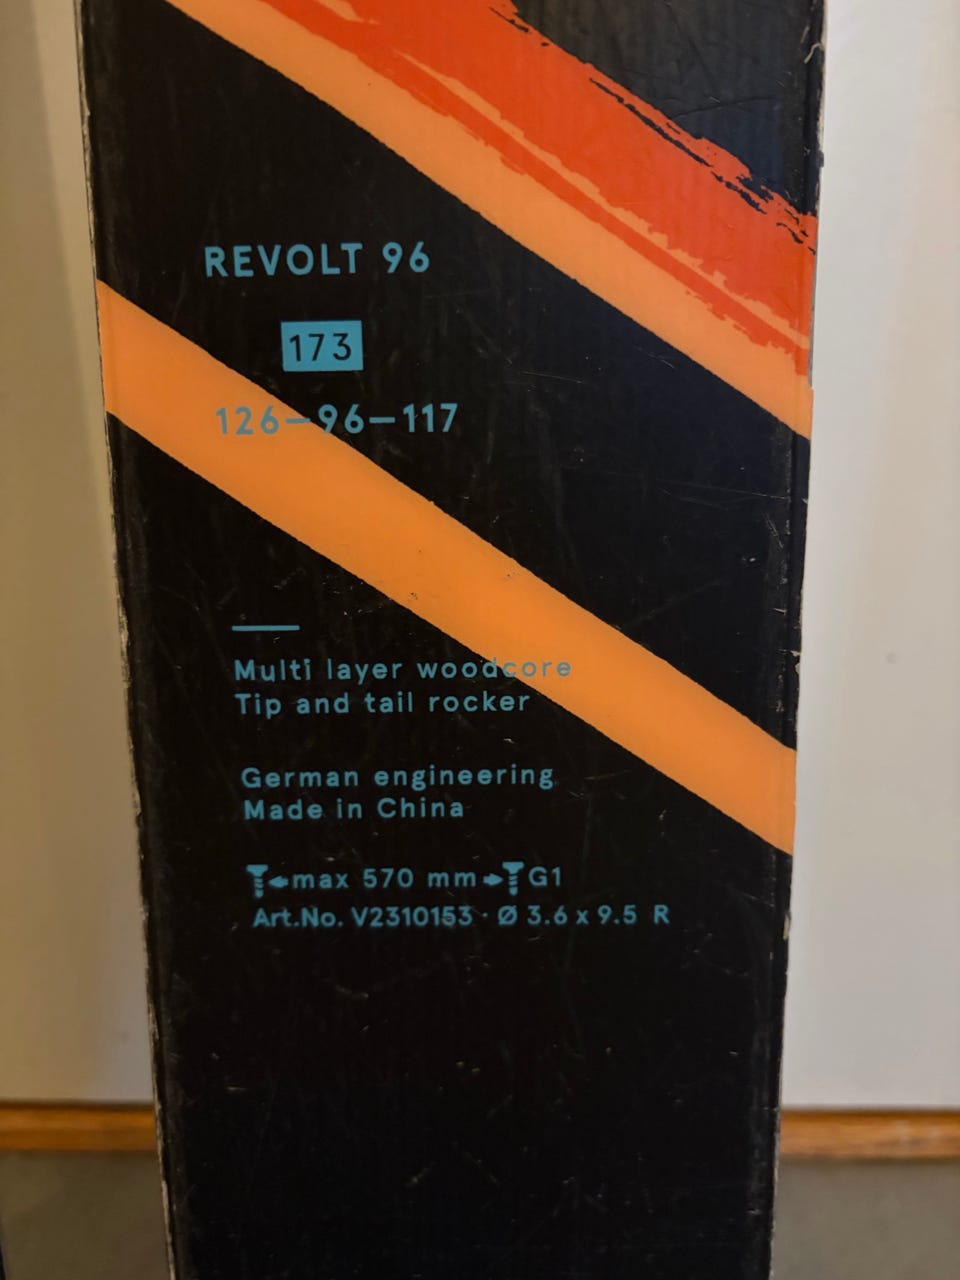 REVOLT 96
173
126–96–117
Multi layer woodcore
Tip and tail rocker
German engineering
Made in China
max 570 mm G1
Art.No. V2310153 · Ø 3.6 x 9.5 R